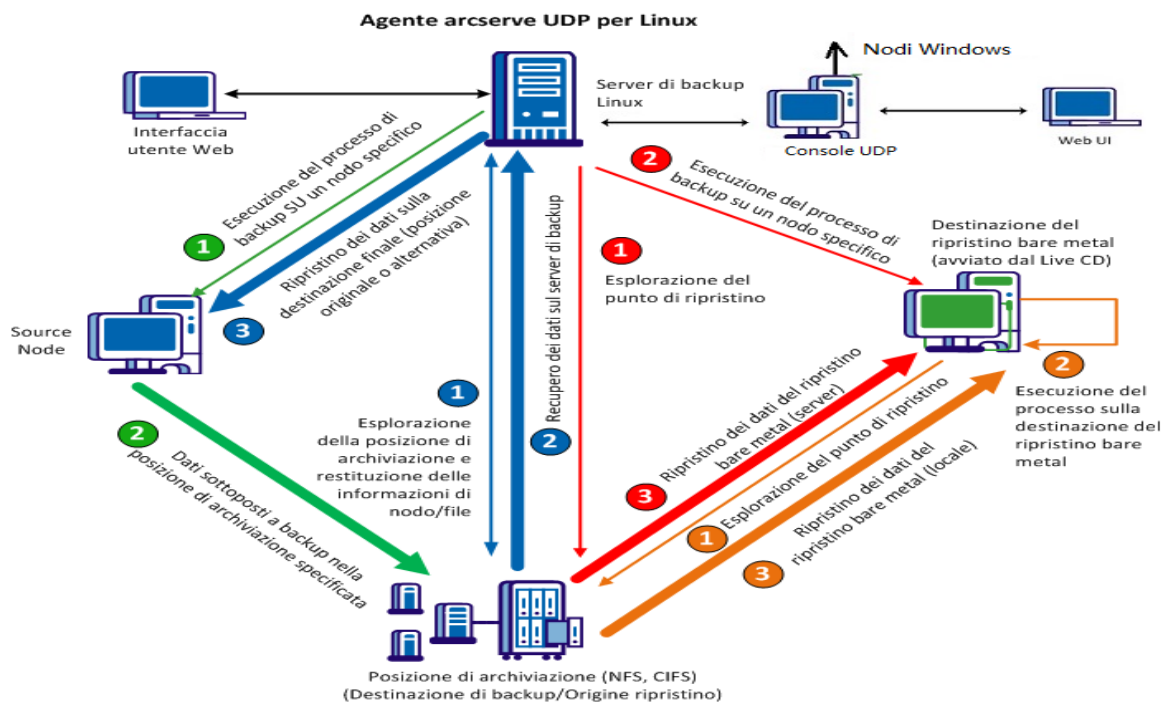 Agente arcserve UDP per Linux
Nodi Windows
Interfaccia
utente Web
Server di backup
Linux
Console UDP
Web UI
1
Esecuzione del processo di
backup SU un nodo specifico
Ripristino dei dati sulla
destinazione finale (posizione
originale o alternativa)
3
2
Esecuzione del processo di
backup su un nodo specifico
1
Esplorazione del
punto di ripristino
Destinazione del
ripristino bare metal
(avviato dal Live CD)
Source
Node
2
Esecuzione del
processo sulla
destinazione del
ripristino bare
metal
1
Esplorazione
della posizione di
archiviazione e
restituzione delle
informazioni di
nodo/file
Recupero dei dati sul server di backup
2
2
Dati sottoposti a backup nella
posizione di archiviazione specificata
Ripristino dei dati del ripristino
bare metal (server)
3
Esplorazione del punto di ripristino
1
Ripristino dei dati del
ripristino bare metal (locale)
3
Posizione di archiviazione (NFS, CIFS)
(Destinazione di backup/Origine ripristino)